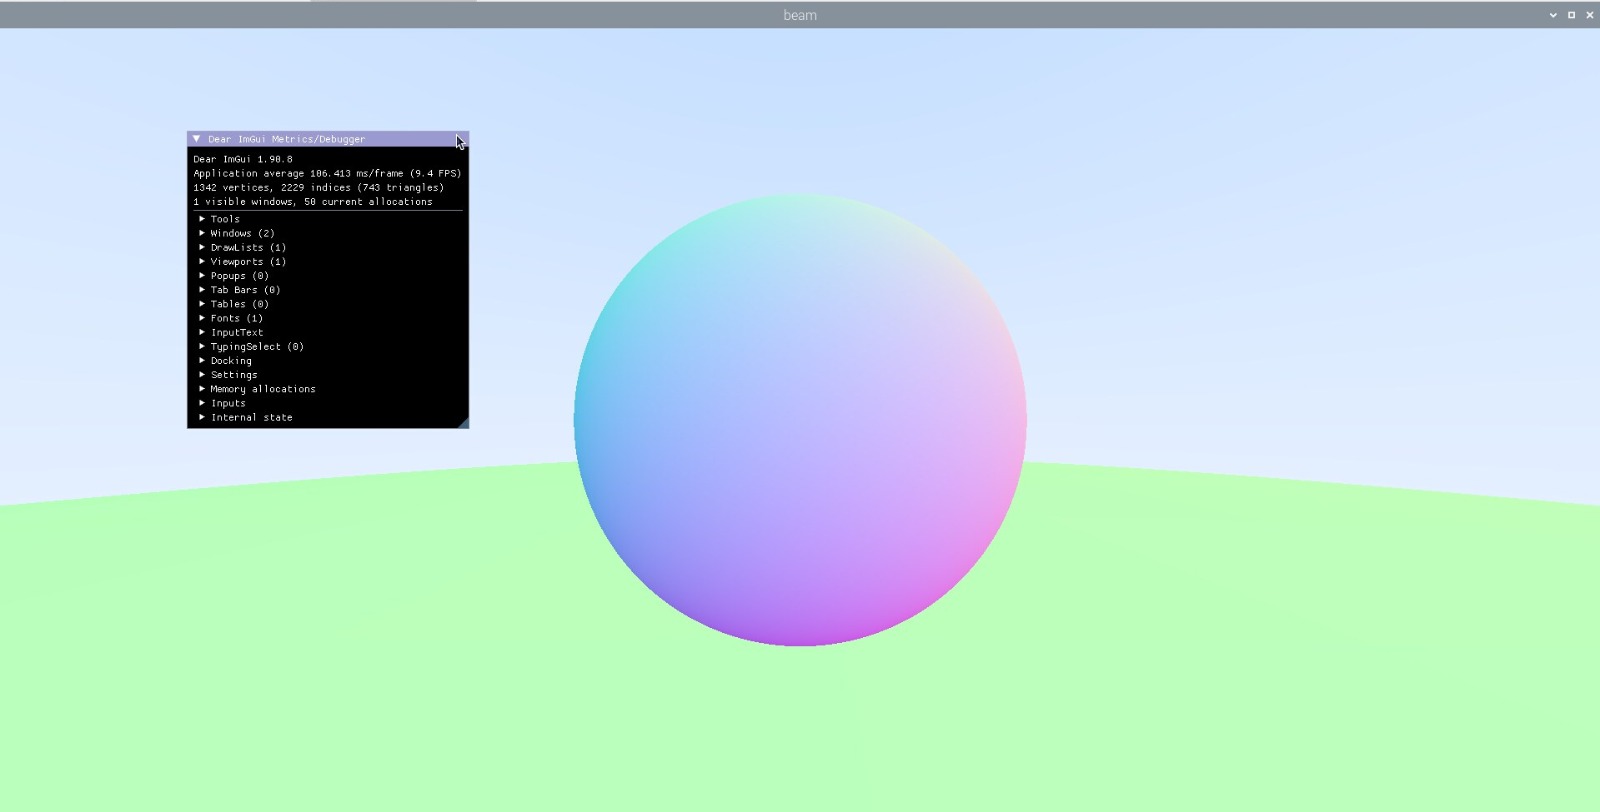 beam
Dear ImGui Metrics/Debugger
Dear ImGui 1.90.8
Application average 106.413 ms/frame (9.4 FPS)
1342 vertices, 2229 indices (743 triangles)
1 visible windows, 50 current allocations
Tools
Windows (2)
DrawLists (1)
Viewports (1)
Popups (0)
Tab Bars (0)
Tables (0)
Fonts (1)
InputText
TypingSelect (0)
Docking
Settings
Memory allocations
Inputs
Internal state